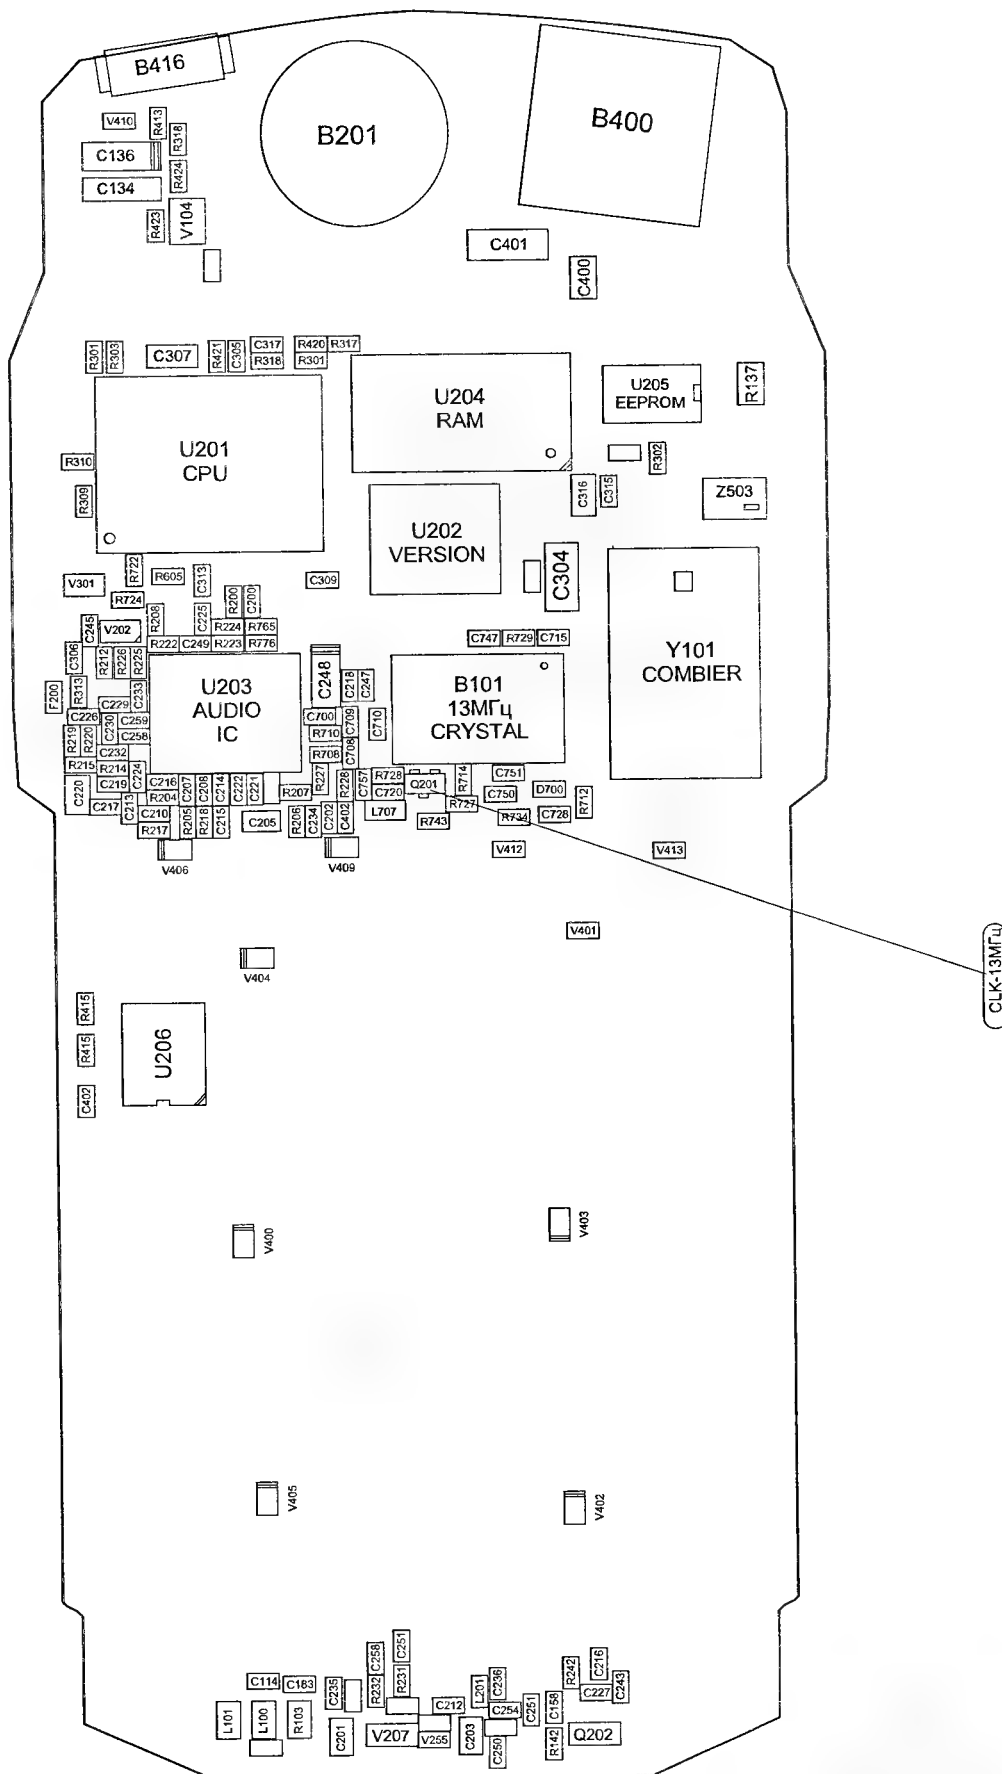 B416
B201
B400
V410
R413
R318
C136
R424
C134
R423
V104
C401
C400
R301
R303
C307
R421
C305
C317
R318
R420
R317
R301
U204
RAM
U205
EEPROM
R137
U201
CPU
R310
R309
R302
C316
C315
Z503
U202
VERSION
C304
R722
V301
R605
C313
C309
R724
R208
C225
R200
C200
R224
R765
C245
V202
R222
C249
R223
R776
C747
R729
C715
C306
R212
R226
R225
U203
AUDIO
IC
C248
C218
C247
B101
13МГц
CRYSTAL
Y101
COMBIER
F200
R313
C229
C233
C226
C230
C259
C258
C700
C709
C710
R710
R219
R220
C232
R708
C708
R215
R214
C224
C219
C216
C207
C208
C214
C222
C221
R207
R227
R228
C757
R728
C720
Q201
R714
C751
C750
D700
R712
C220
C217
C213
R204
C210
R217
R205
R218
C215
C205
R206
C234
C202
C402
L707
R727
R743
R734
C728
V406
V409
V412
V413
V401
V404
CLK-13МГц
R415
R415
C402
U206
V400
V403
V405
V402
C258
C251
C114
C183
C235
R232
R231
L201
C236
R242
C216
C227
C243
L101
L100
R103
C201
V207
C212
V255
C203
C254
C250
C251
C158
R142
Q202